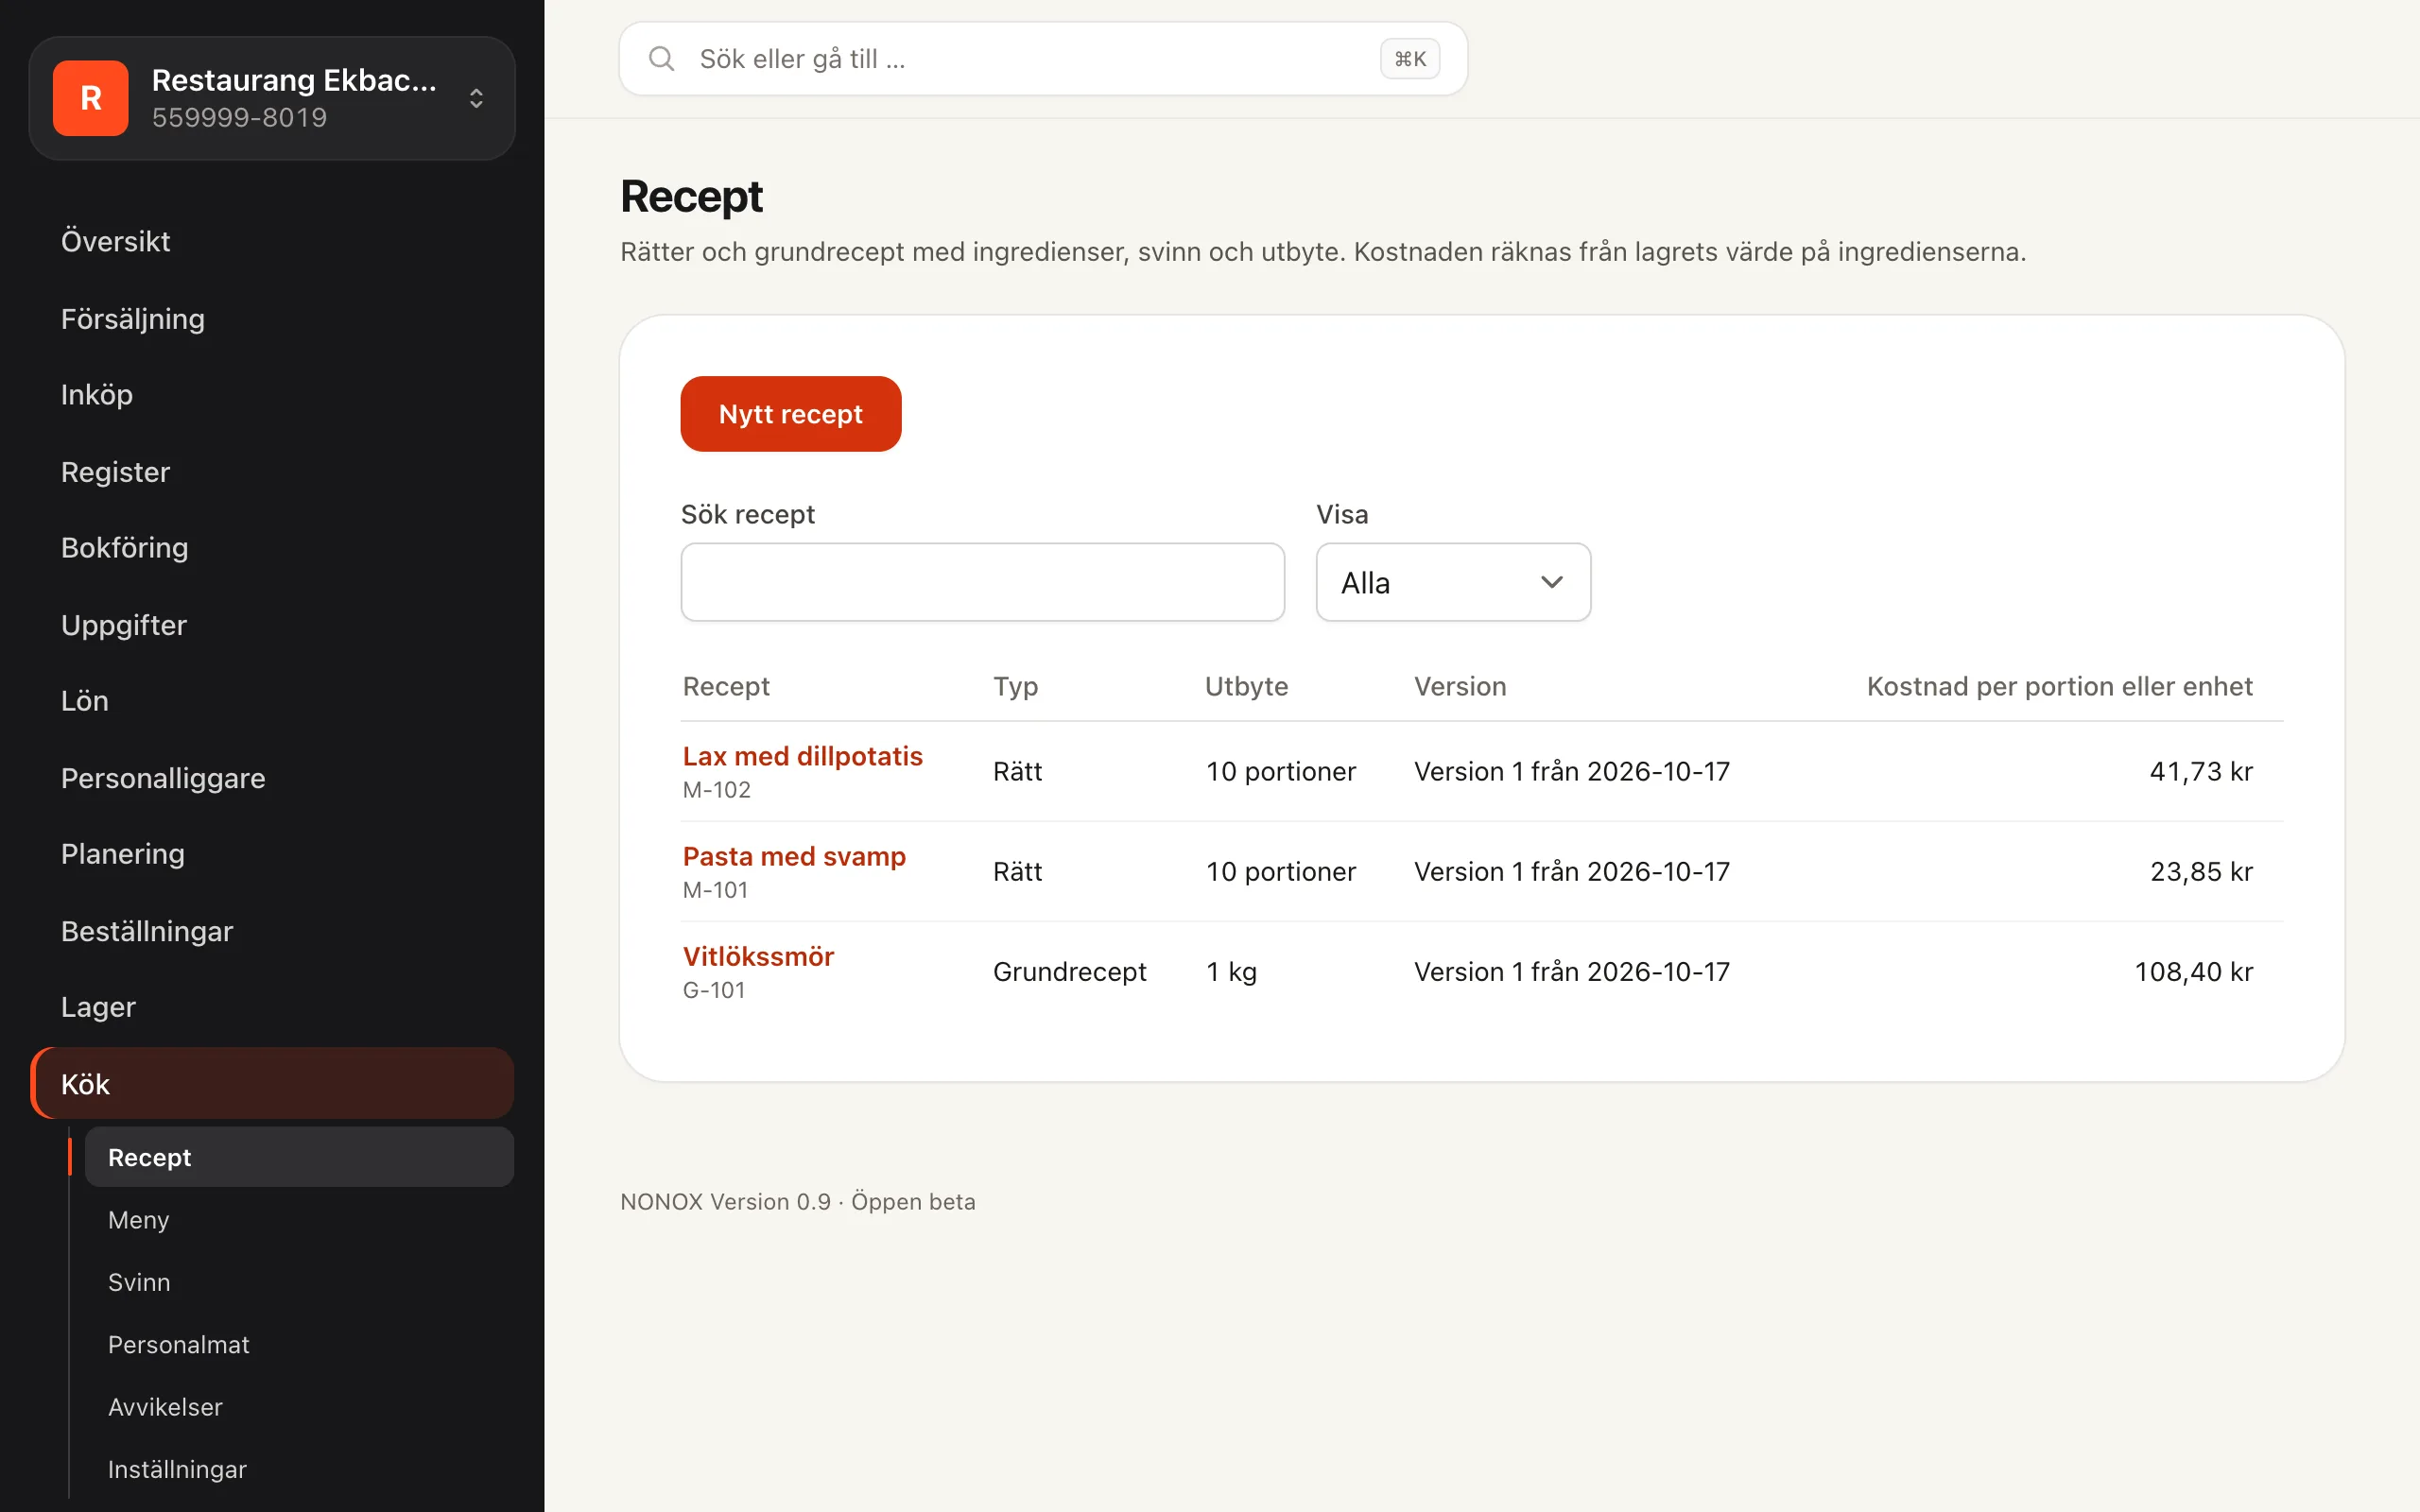 R
Restaurang Ekbac...
559999-8019
Översikt
Försäljning
Inköp
Register
Bokföring
Uppgifter
Lön
Personalliggare
Planering
Beställningar
Lager
Kök
Recept
Meny
Svinn
Personalmat
Avvikelser
Inställningar
Sök eller gå till ... ⌘K
Recept
Rätter och grundrecept med ingredienser, svinn och utbyte. Kostnaden räknas från lagrets värde på ingredienserna.
Nytt recept
Sök recept Visa
Alla
Recept Typ Utbyte Version Kostnad per portion eller enhet
Lax med dillpotatis Rätt 10 portioner Version 1 från 2026-10-17 41,73 kr
M-102
Pasta med svamp Rätt 10 portioner Version 1 från 2026-10-17 23,85 kr
M-101
Vitlökssmör Grundrecept 1 kg Version 1 från 2026-10-17 108,40 kr
G-101
NONOX Version 0.9 · Öppen beta